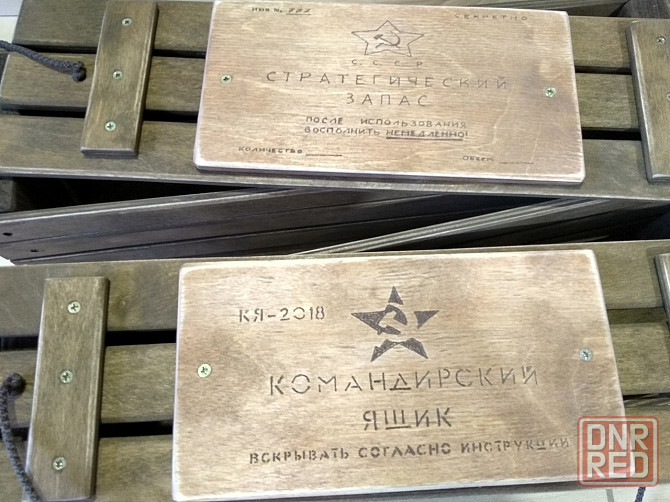 ИНВ № 222
СЕКРЕТНО
С С С Р
СТРАТЕГИЧЕСКИЙ
ЗАПАС
ПОСЛЕ ИСПОЛЬЗОВАНИЯ
ВОСПОЛНИТЬ НЕМЕДЛЕННО!
КОЛИЧЕСТВО
ОБЪЕМ
КЯ-2018
КОМАНДИРСКИЙ
ЯЩИК
ВСКРЫВАТЬ СОГЛАСНО ИНСТРУКЦИИ
DNR
RED